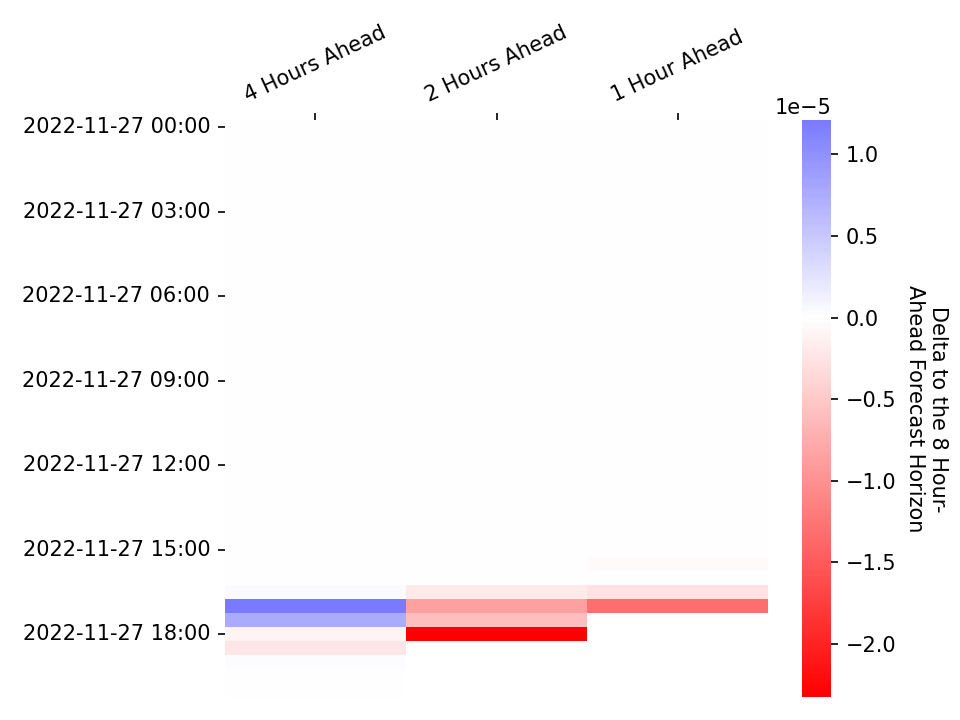 4 Hours Ahead
2 Hours Ahead
1 Hour Ahead
1e−5
2022-11-27 00:00
2022-11-27 03:00
2022-11-27 06:00
2022-11-27 09:00
2022-11-27 12:00
2022-11-27 15:00
2022-11-27 18:00
1.0
0.5
0.0
−0.5
−1.0
−1.5
−2.0
Delta to the 8 Hour-
Ahead Forecast Horizon